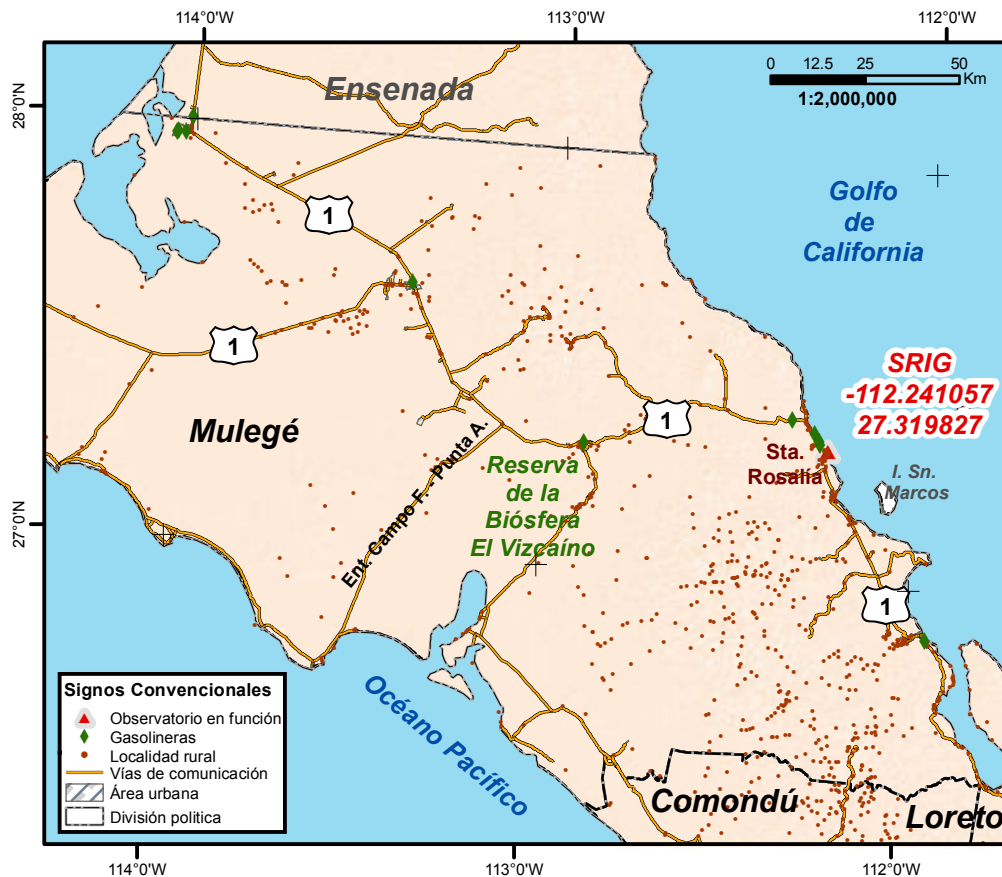 114°0'W
113°0'W
112°0'W
28°0'N
27°0'N
0 12.5 25 50
Km
1:2,000,000
Ensenada
Golfo
de
California
1
1
1
1
SRIG
-112.241057
27.319827
Mulegé
Sta.
Rosalía
I. Sn.
Marcos
Reserva
de la
Biósfera
El Vizcaíno
Ent. Campo F. - Punta A.
Océano Pacífico
Comondú
Loreto
Signos Convencionales
Observatorio en función
Gasolineras
Localidad rural
Vías de comunicación
Área urbana
División politica
114°0'W
113°0'W
112°0'W